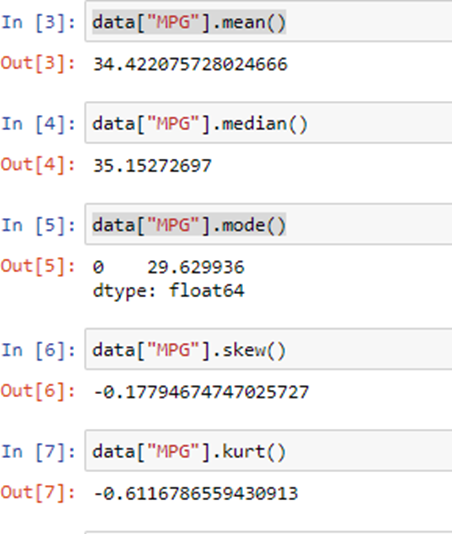 In [3]: data["MPG"].mean()
Out[3]: 34.422075728024666
In [4]: data["MPG"].median()
Out[4]: 35.15272697
In [5]: data["MPG"].mode()
Out[5]: 0    29.629936
dtype: float64
In [6]: data["MPG"].skew()
Out[6]: -0.17794674747025727
In [7]: data["MPG"].kurt()
Out[7]: -0.6116786559430913